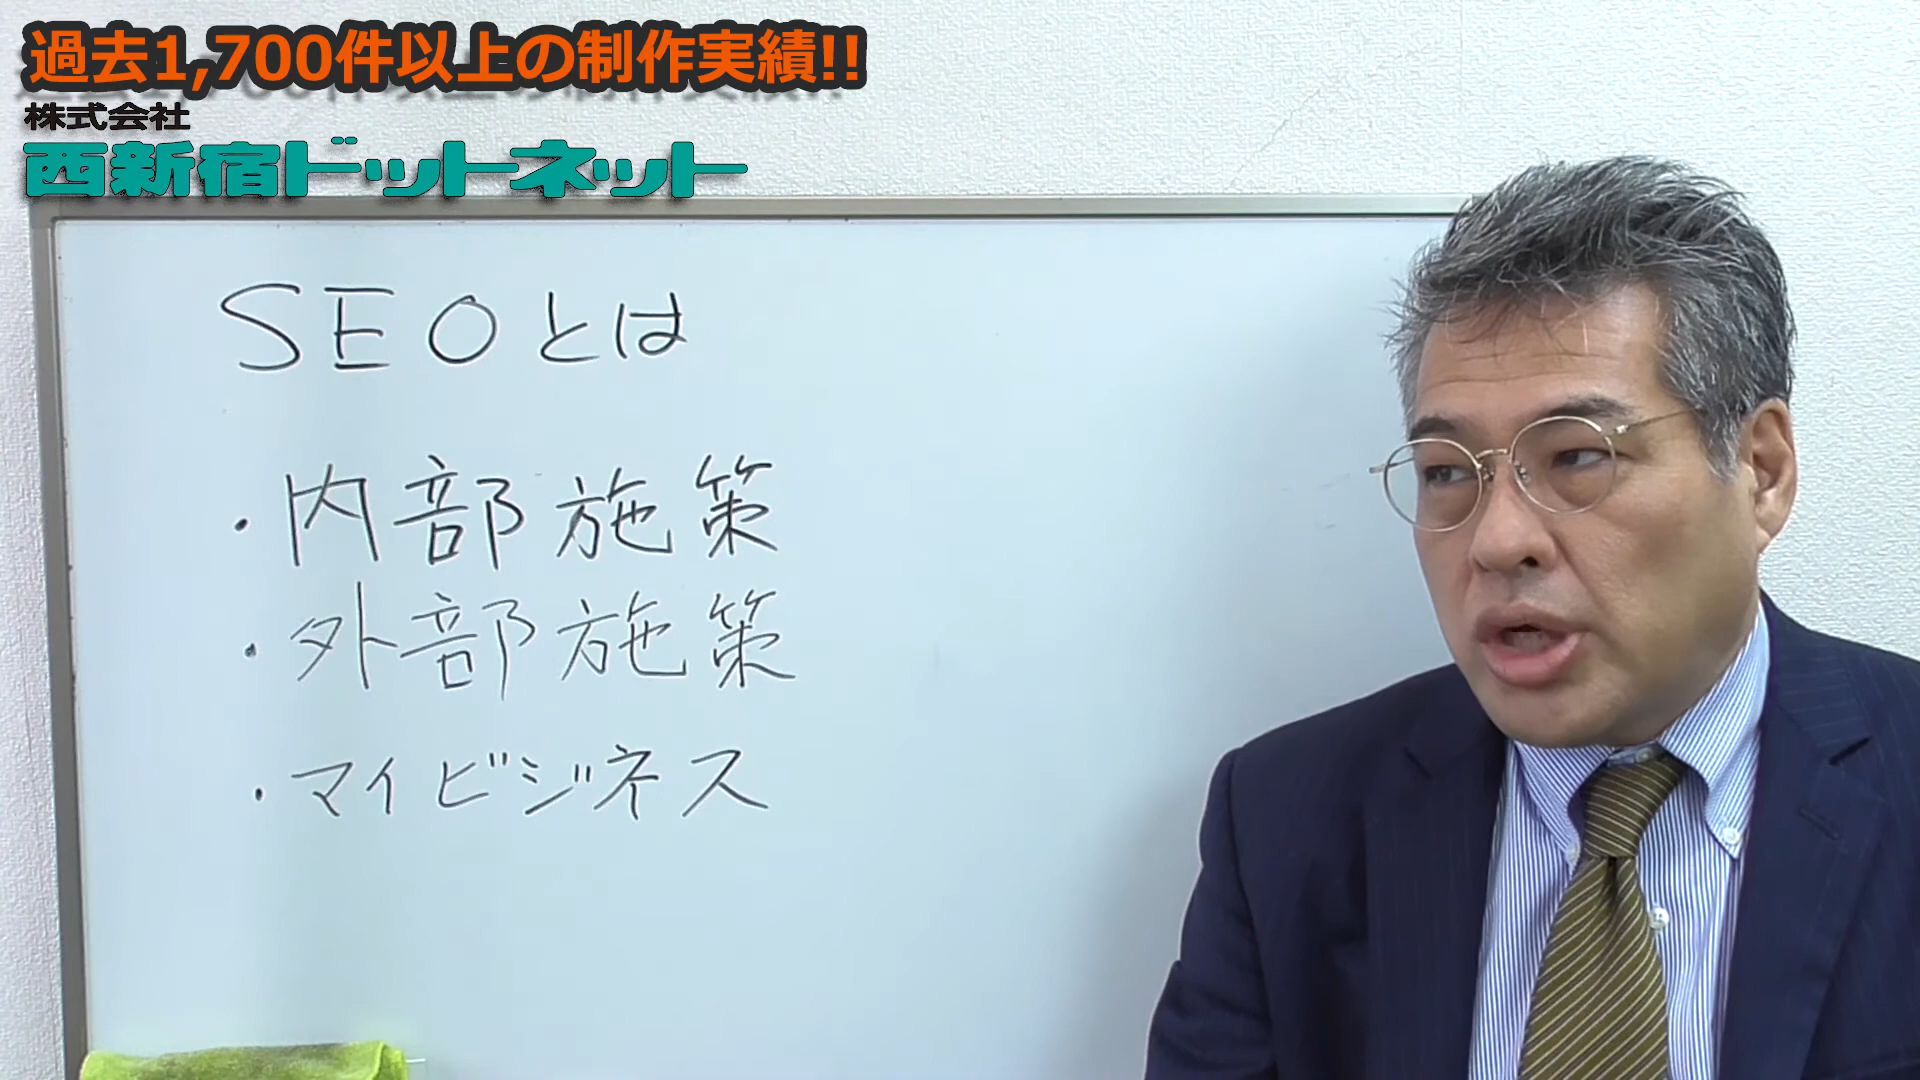 過去1,700件以上の制作実績!!
株式会社
西新宿ドットネット
SEOとは
・内部施策
・外部施策
・マイビジネス